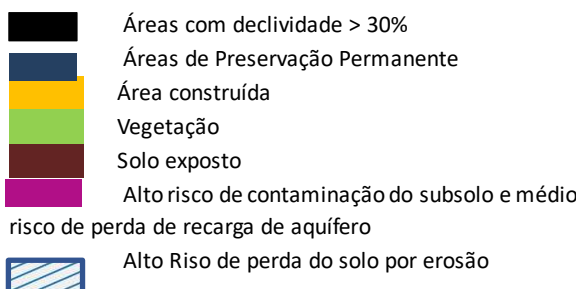 Áreas com declividade > 30%
Áreas de Preservação Permanente
Área construída
Vegetação
Solo exposto
Alto risco de contaminação do subsolo e médio
risco de perda de recarga de aquífero
Alto Riso de perda do solo por erosão